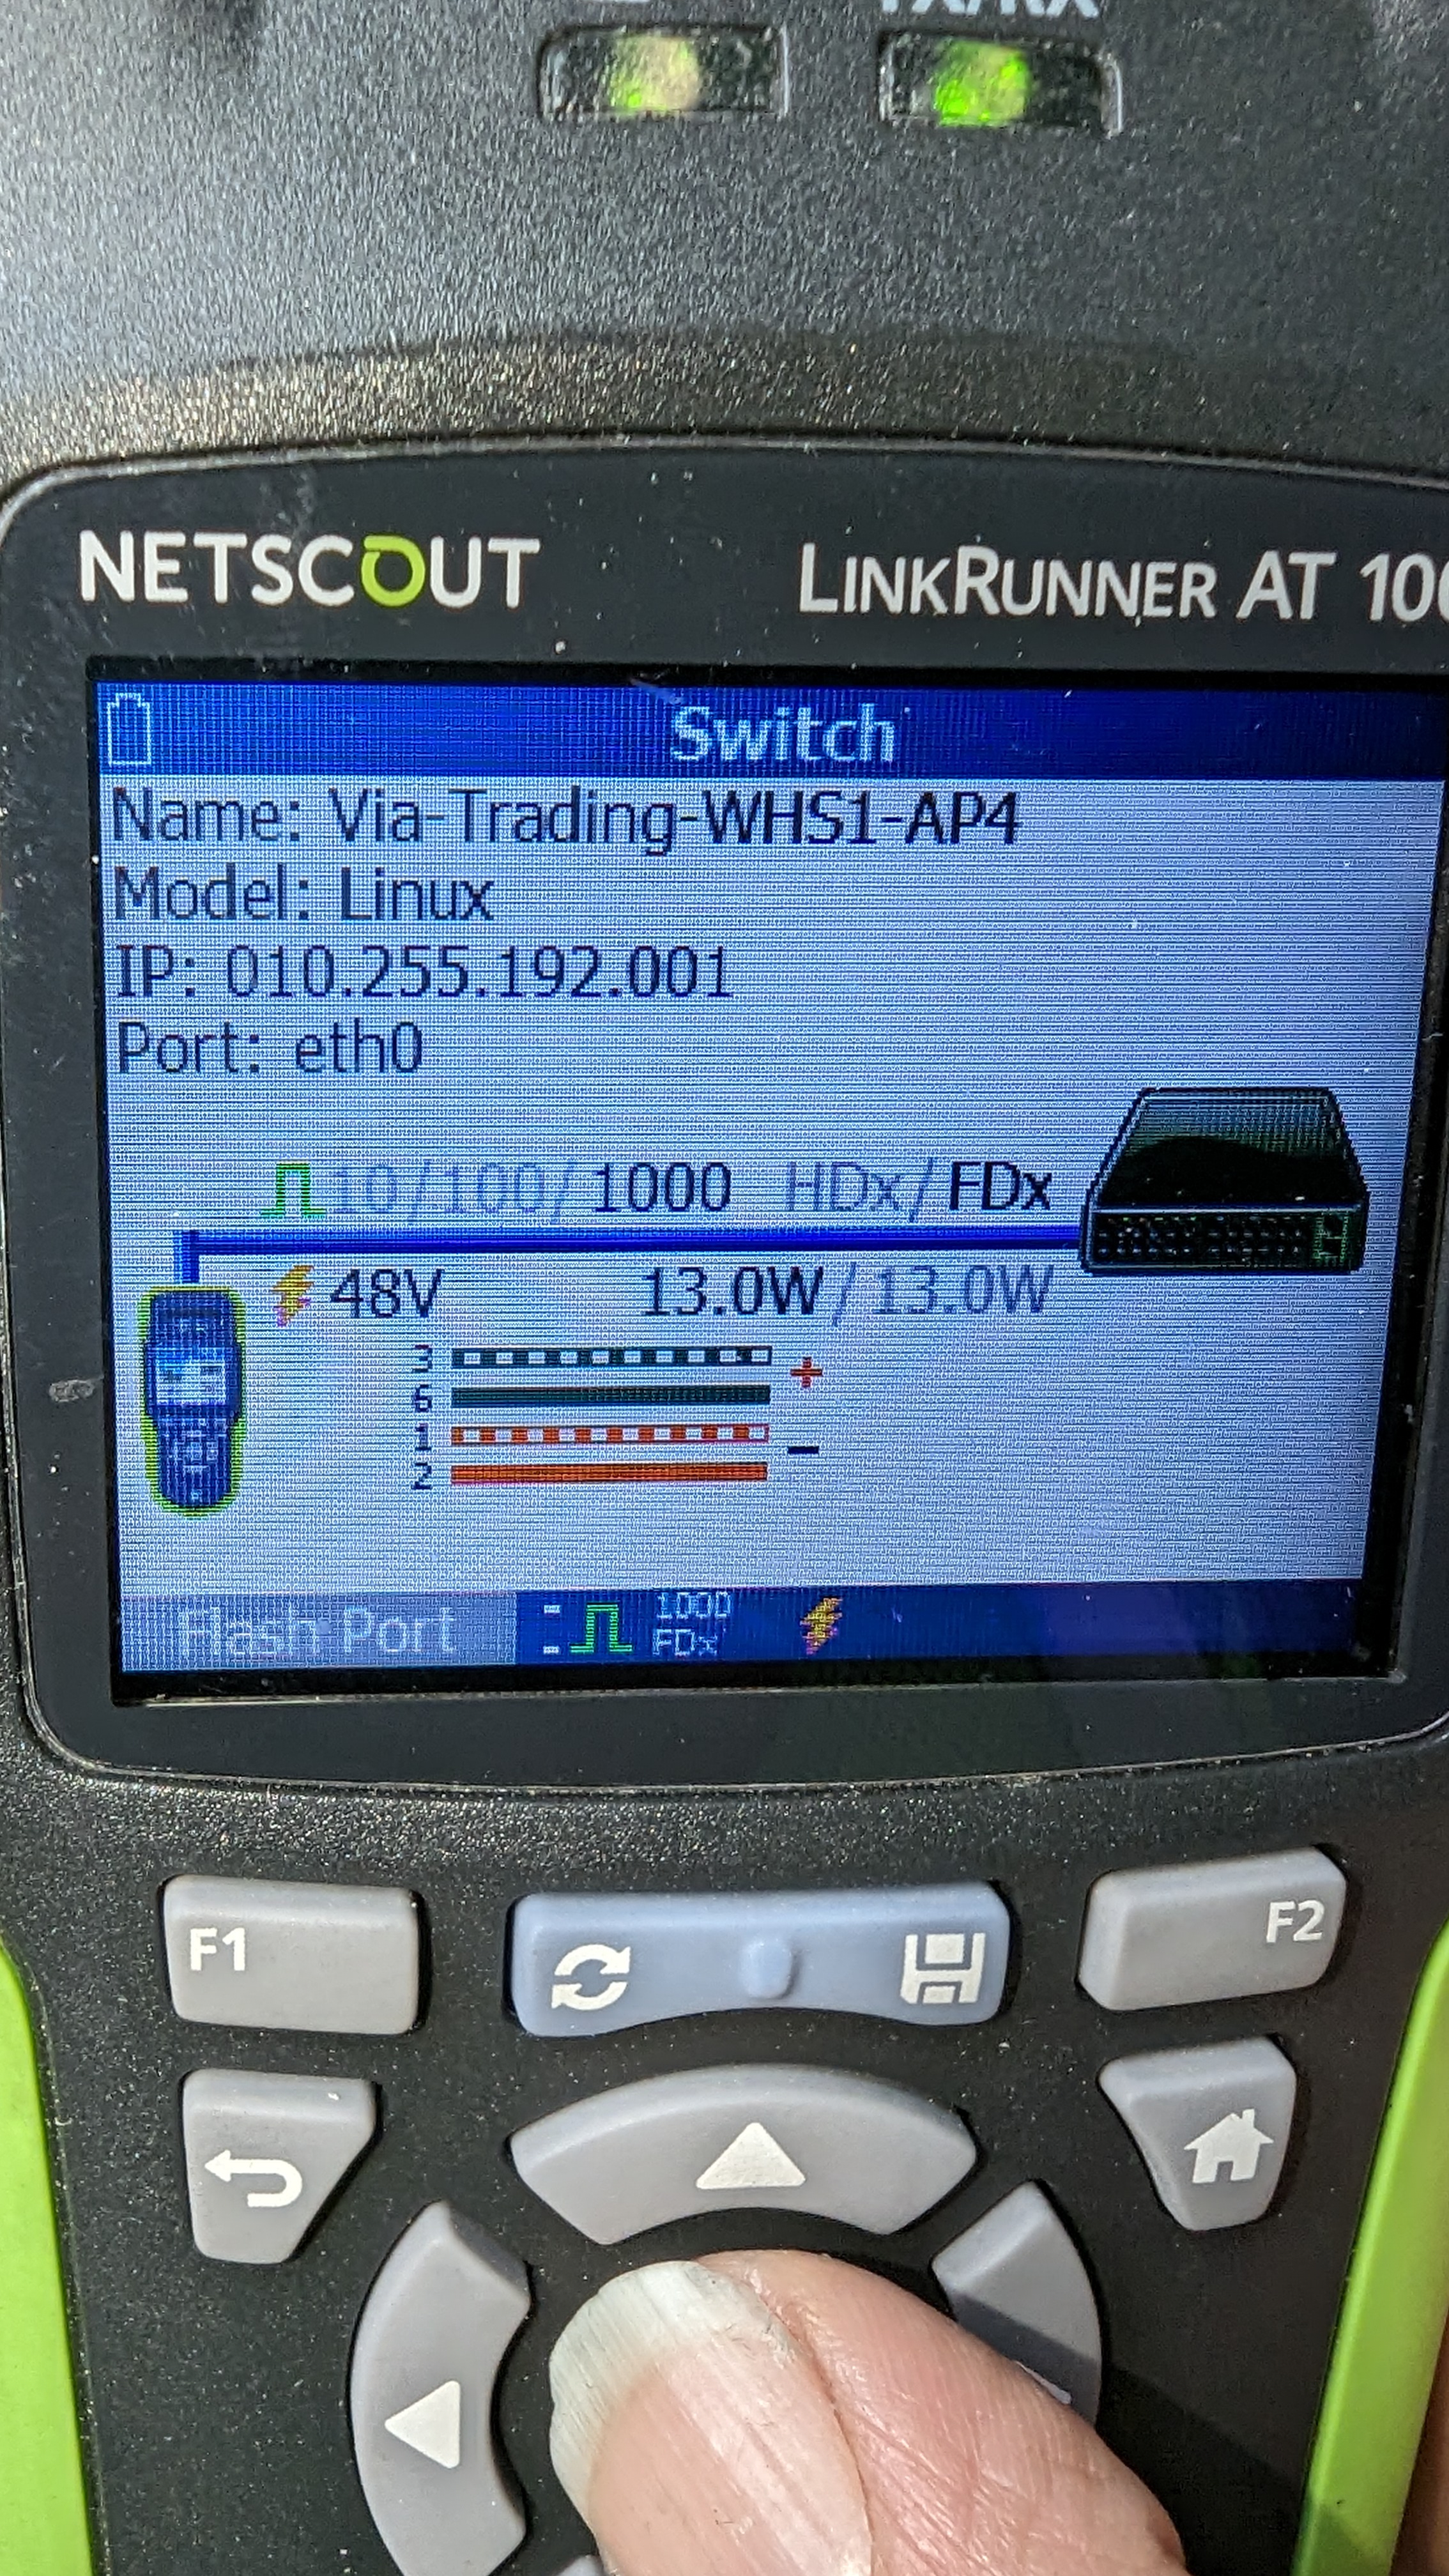 NETSCOUT
LINKRUNNER AT
Switch
Name: Via-Trading-WHS1-AP4
Model: Linux
IP: 010.255.192.001
Port: eth0
10/100/1000 HDx/FDx
48V 13.0W/13.0W
3
6
1
2
Flash Port
1000
FDx
F1
F2